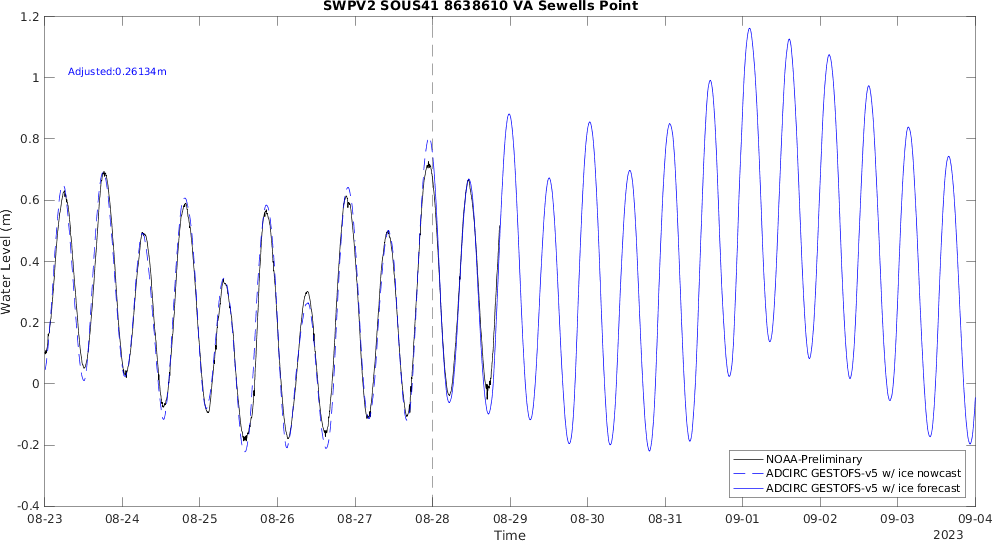 SWPV2 SOUS41 8638610 VA Sewells Point
1.2
1
0.8
0.6
0.4
0.2
0
-0.2
-0.4
Water Level (m)
Adjusted:0.26134m
NOAA-Preliminary
ADCIRC GESTOFS-v5 w/ ice nowcast
ADCIRC GESTOFS-v5 w/ ice forecast
08-23 08-24 08-25 08-26 08-27 08-28 08-29 08-30 08-31 09-01 09-02 09-03 09-04
Time
2023